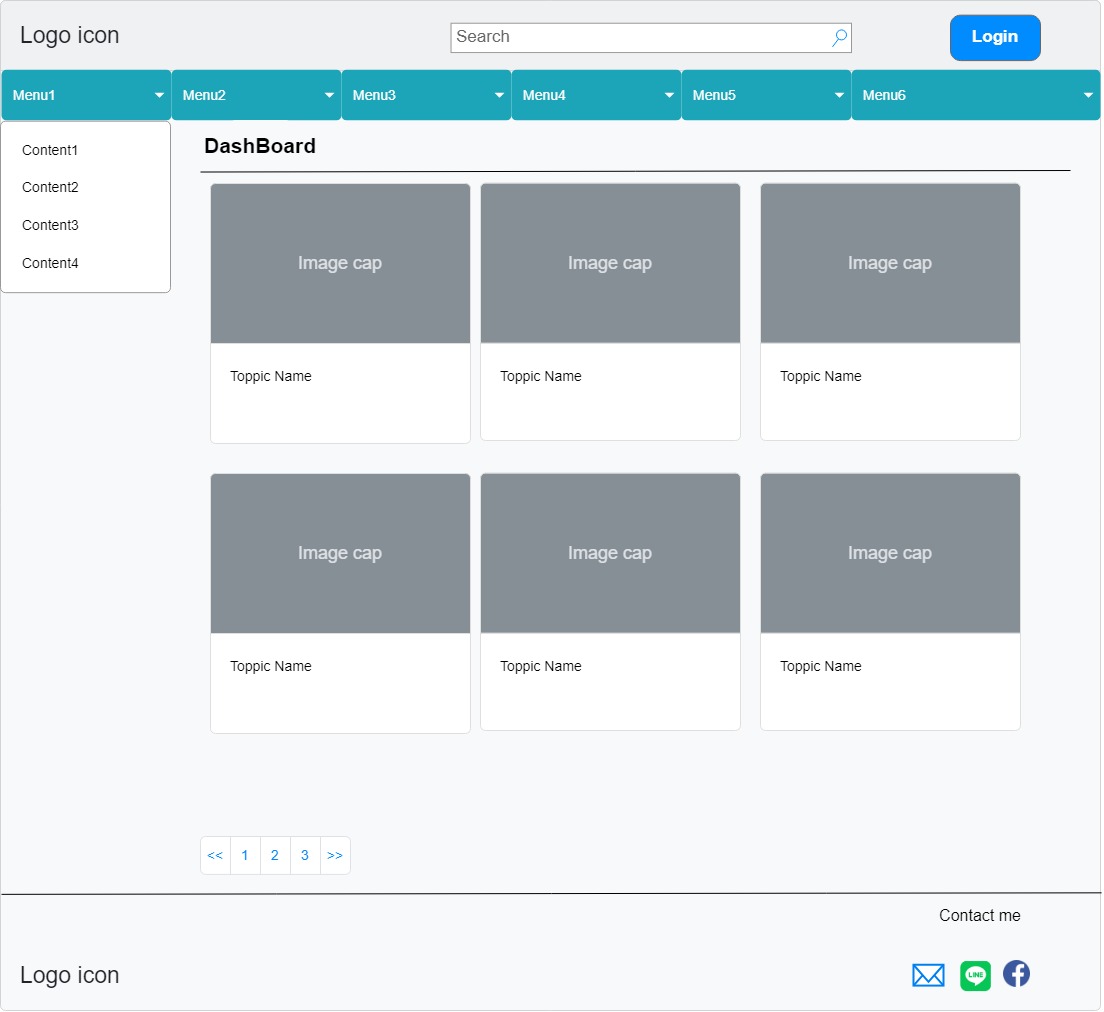 Logo icon
Search
Login
Menu1
Menu2
Menu3
Menu4
Menu5
Menu6
Content1
Content2
Content3
Content4
DashBoard
Image cap
Image cap
Image cap
Toppic Name
Toppic Name
Toppic Name
Image cap
Image cap
Image cap
Toppic Name
Toppic Name
Toppic Name
<< 1 2 3 >>
Contact me
Logo icon
LINE